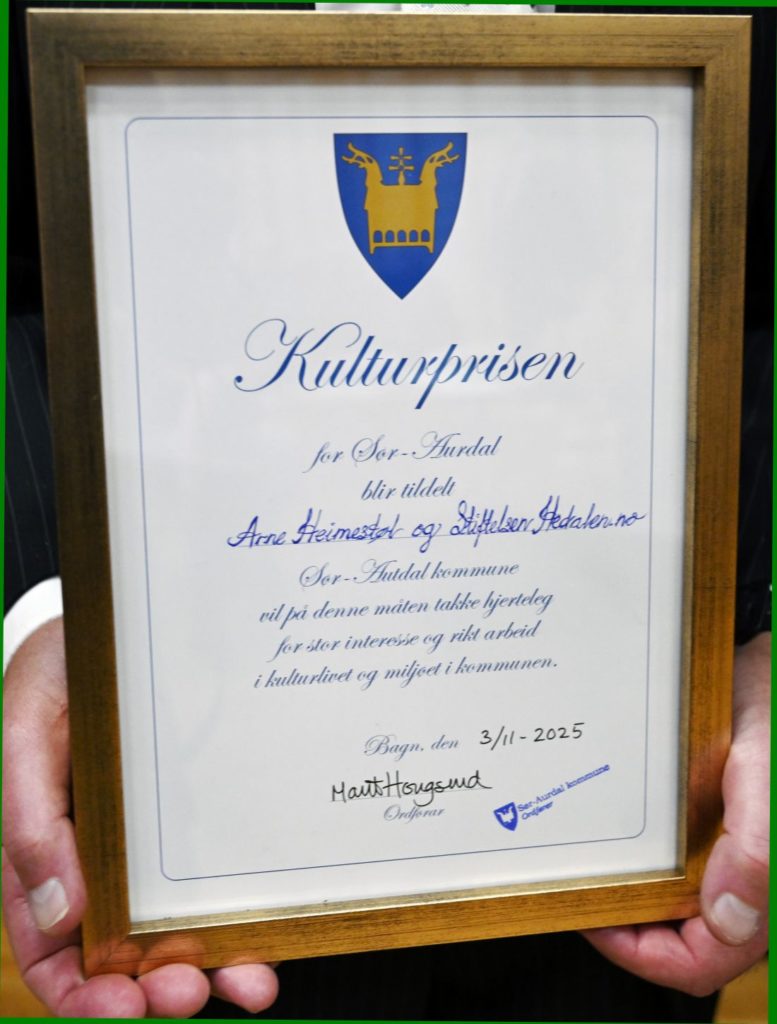 Kulturprisen
for Sør-Aurdal
blir tildelt
Arne Heimestøl og Stiftelsen Hedalen.no
Sør-Autdal kommune
vil på denne måten takke hjerteleg
for stor interesse og rikt arbeid
i kulturlivet og miljøet i kommunen.
Bagn, den 3/11-2025
Marit Hougsrud
Ordførar
Sør-Aurdal kommune
Ordfører